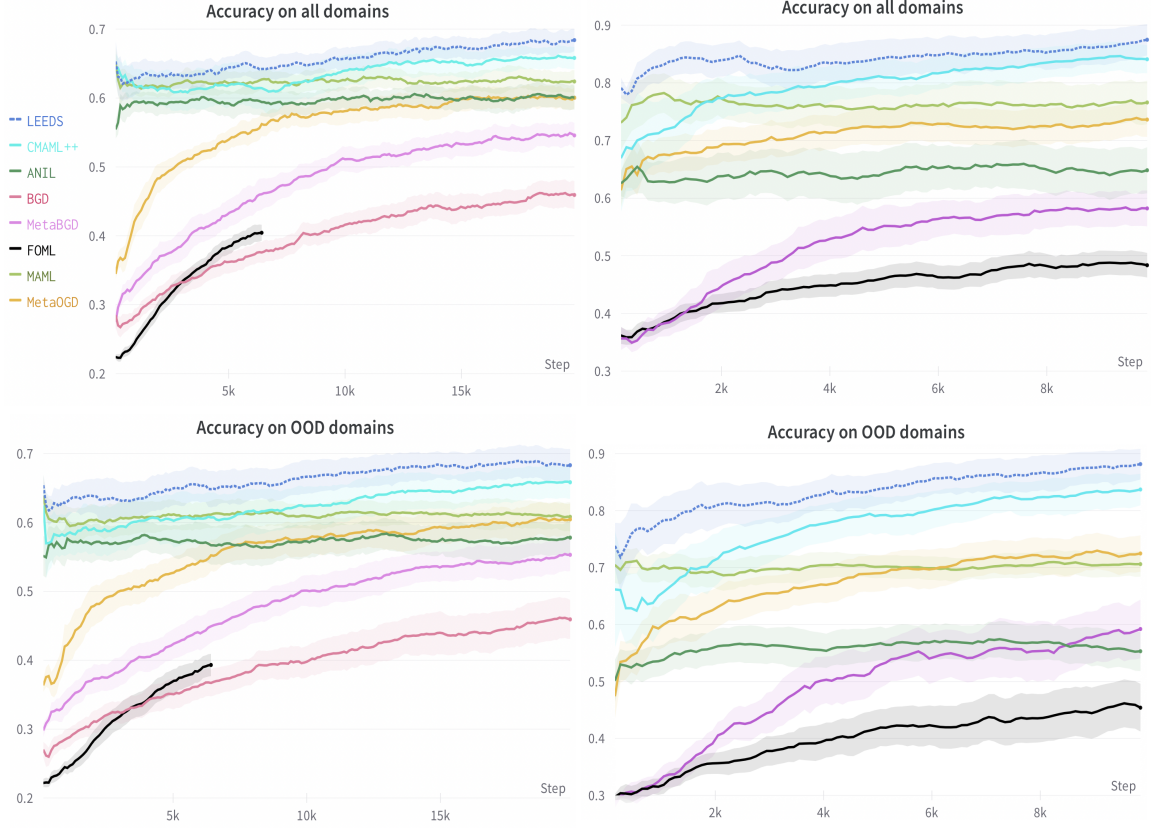 Accuracy on all domains
0.7
0.6
0.5
0.4
0.3
0.2
5k
10k
15k
Step
LEEDS
CMAML++
ANIL
BGD
MetaBGD
FOML
MAML
MetaOGD
Accuracy on all domains
0.9
0.8
0.7
0.6
0.5
0.4
0.3
2k
4k
6k
8k
Step
Accuracy on OOD domains
0.7
0.6
0.5
0.4
0.3
0.2
5k
10k
15k
Step
Accuracy on OOD domains
0.9
0.8
0.7
0.6
0.5
0.4
0.3
2k
4k
6k
8k
Step